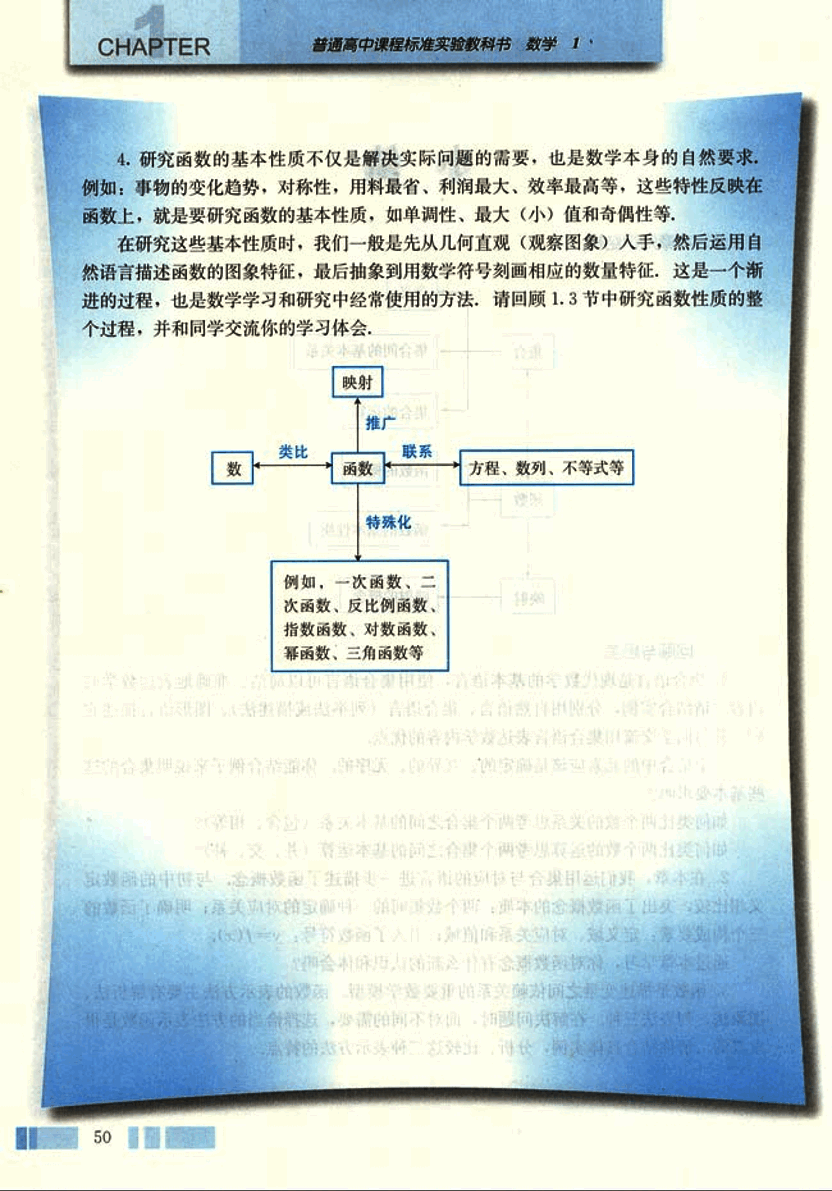 1
CHAPTER
普通高中课程标准实验教科书 数学 1
4. 研究函数的基本性质不仅是解决实际问题的需要，也是数学本身的自然要求.
例如：事物的变化趋势，对称性，用料最省、利润最大、效率最高等，这些特性反映在
函数上，就是要研究函数的基本性质，如单调性、最大（小）值和奇偶性等.
在研究这些基本性质时，我们一般是先从几何直观（观察图象）入手，然后运用自
然语言描述函数的图象特征，最后抽象到用数学符号刻画相应的数量特征. 这是一个渐
进的过程，也是数学学习和研究中经常使用的方法. 请回顾 1.3 节中研究函数性质的整
个过程，并和同学交流你的学习体会.
映射
推广
数
类比
函数
联系
方程、数列、不等式等
特殊化
例如，一次函数、二
次函数、反比例函数、
指数函数、对数函数、
幂函数、三角函数等
50